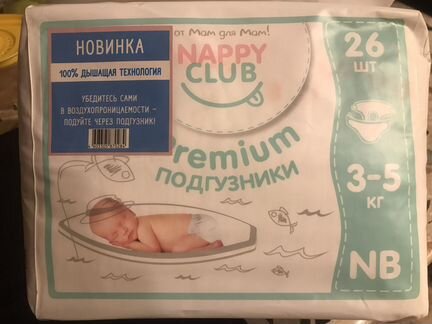 от Мам для Мам!
NAPPY
CLUB
Premium
ПОДГУЗНИКИ
НОВИНКА
100% ДЫШАЩАЯ ТЕХНОЛОГИЯ
УБЕДИТЕСЬ САМИ
В ВОЗДУХОПРОНИЦАЕМОСТИ –
ПОДУЙТЕ ЧЕРЕЗ ПОДГУЗНИК!
26
ШТ
3-5
КГ
NB